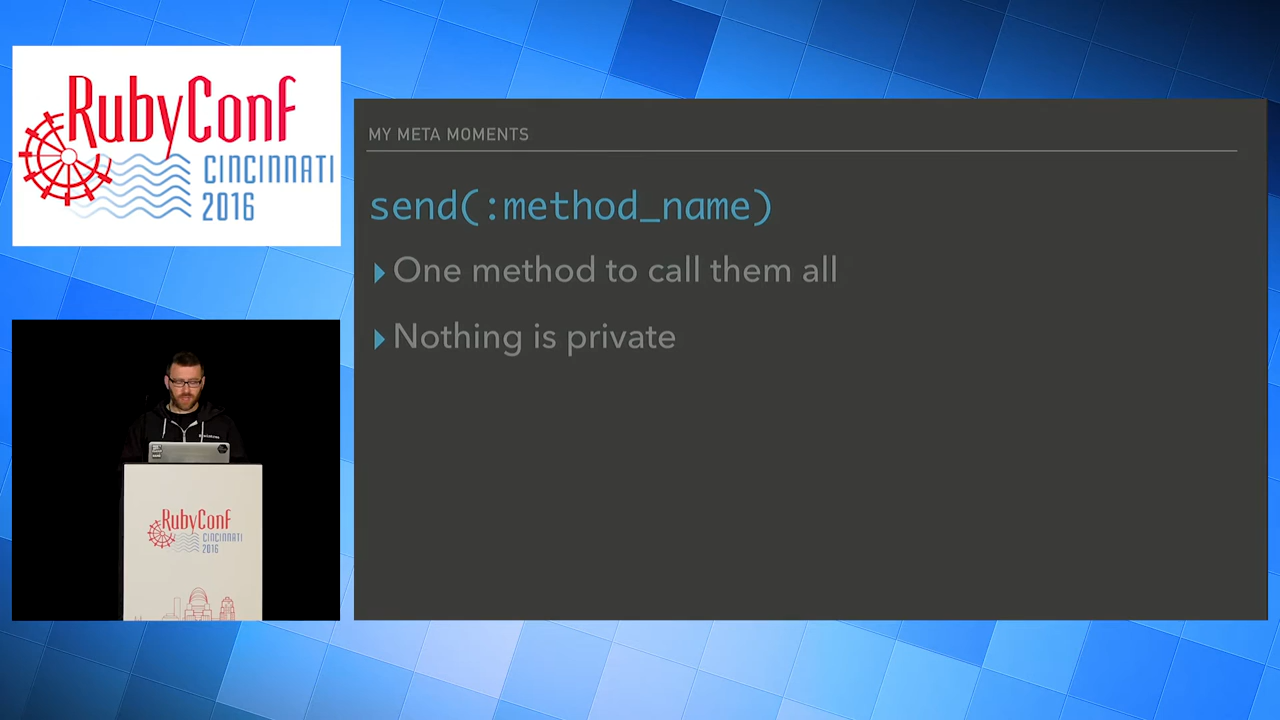 RubyConf
CINCINNATI
2016
MY META MOMENTS
send(:method_name)
One method to call them all
Nothing is private
RubyConf
CINCINNATI
2016